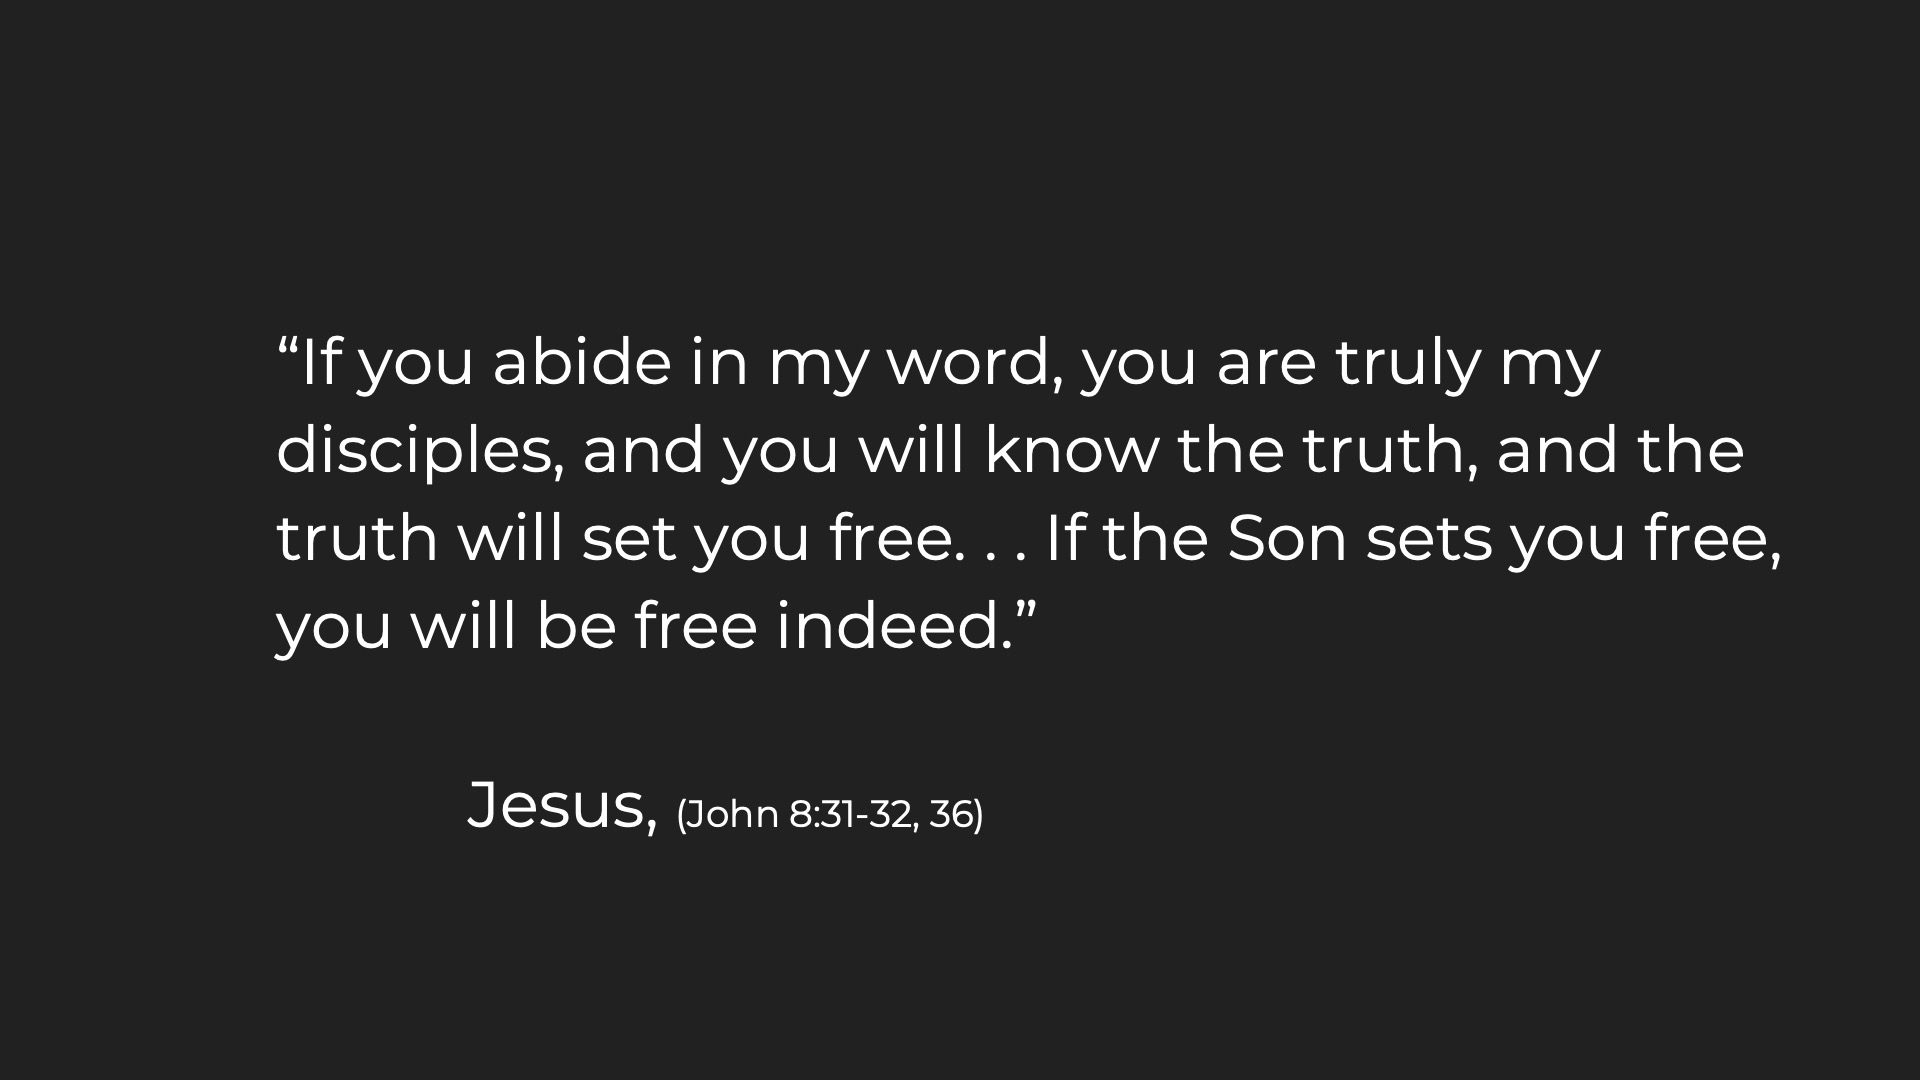 “If you abide in my word, you are truly my
disciples, and you will know the truth, and the
truth will set you free. . . If the Son sets you free,
you will be free indeed.”
Jesus, (John 8:31-32, 36)